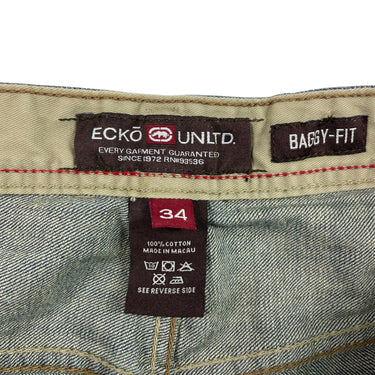 ECKō UNLTD.
EVERY GARMENT GUARANTEED
SINCE 1972 RN#93536
BAGGY-FIT
34
100% COTTON
MADE IN MACAU
SEE REVERSE SIDE